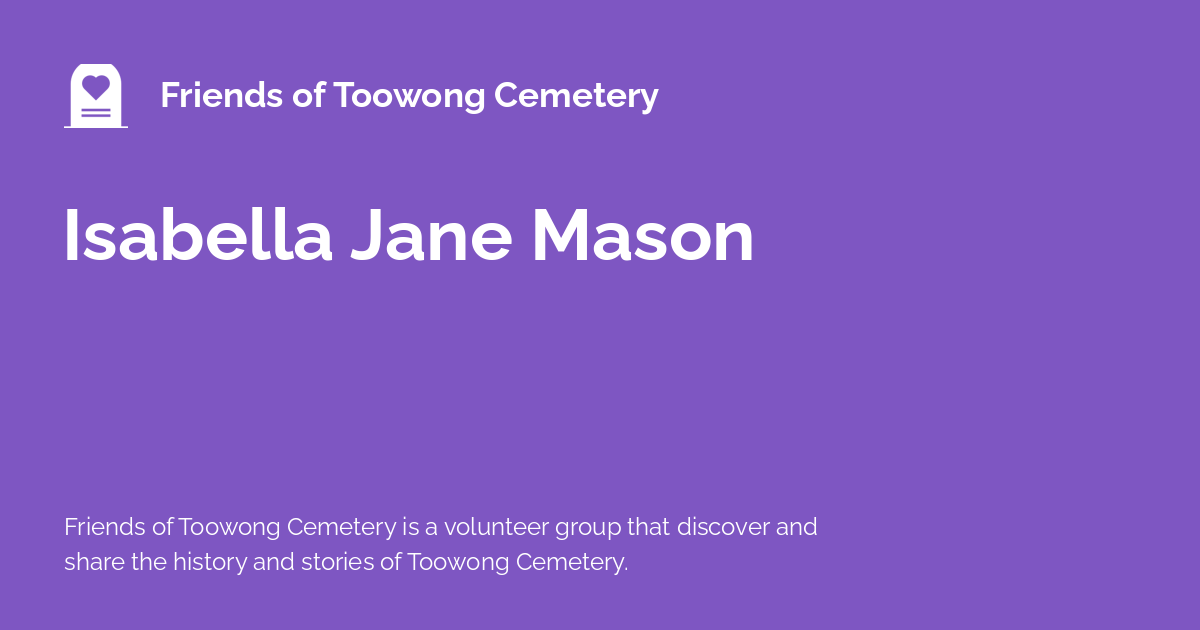 Friends of Toowong Cemetery
Isabella Jane Mason
Friends of Toowong Cemetery is a volunteer group that discover and
share the history and stories of Toowong Cemetery.